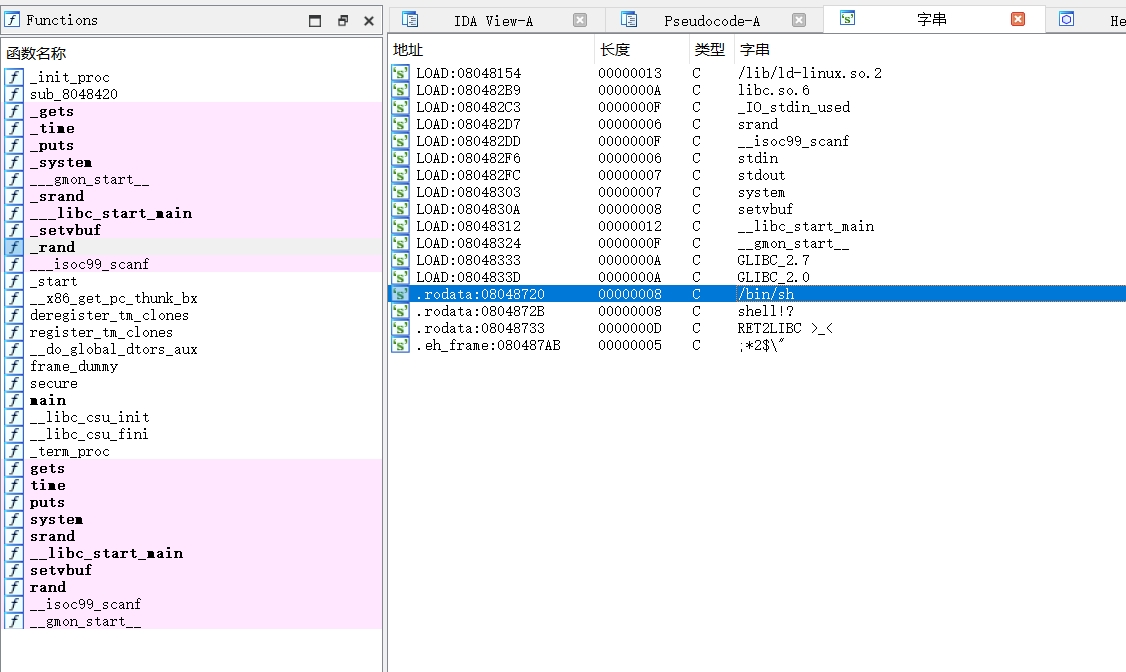 Functions
函数名称
_init_proc
sub_8048420
_gets
_time
_puts
_system
___gmon_start__
_srand
___libc_start_main
_setvbuf
_rand
___isoc99_scanf
_start
__x86_get_pc_thunk_bx
deregister_tm_clones
register_tm_clones
__do_global_dtors_aux
frame_dummy
secure
main
__libc_csu_init
__libc_csu_fini
_term_proc
gets
time
puts
system
srand
__libc_start_main
setvbuf
rand
__isoc99_scanf
__gmon_start__
IDA View-A Pseudocode-A 字串 He
地址 长度 类型 字串
LOAD:08048154 00000013 C /lib/ld-linux.so.2
LOAD:080482B9 0000000A C libc.so.6
LOAD:080482C3 0000000F C _IO_stdin_used
LOAD:080482D7 00000006 C srand
LOAD:080482DD 0000000F C __isoc99_scanf
LOAD:080482F6 00000006 C stdin
LOAD:080482FC 00000007 C stdout
LOAD:08048303 00000007 C system
LOAD:0804830A 00000008 C setvbuf
LOAD:08048312 00000012 C __libc_start_main
LOAD:08048324 0000000F C __gmon_start__
LOAD:08048333 0000000A C GLIBC_2.7
LOAD:0804833D 0000000A C GLIBC_2.0
.rodata:08048720 00000008 C /bin/sh
.rodata:0804872B 00000008 C shell!?
.rodata:08048733 0000000D C RET2LIBC >_<
.eh_frame:080487AB 00000005 C ;*2$\"